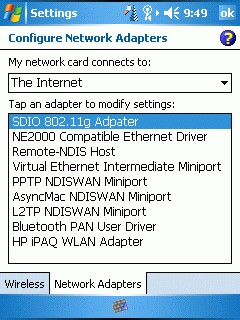 Settings 9:49 ok
Configure Network Adapters
My network card connects to:
The Internet
Tap an adapter to modify settings:
SDIO 802.11g Adpater
NE2000 Compatible Ethernet Driver
Remote-NDIS Host
Virtual Ethernet Intermediate Miniport
PPTP NDISWAN Miniport
AsyncMac NDISWAN Miniport
L2TP NDISWAN Miniport
Bluetooth PAN User Driver
HP iPAQ WLAN Adapter
Wireless Network Adapters